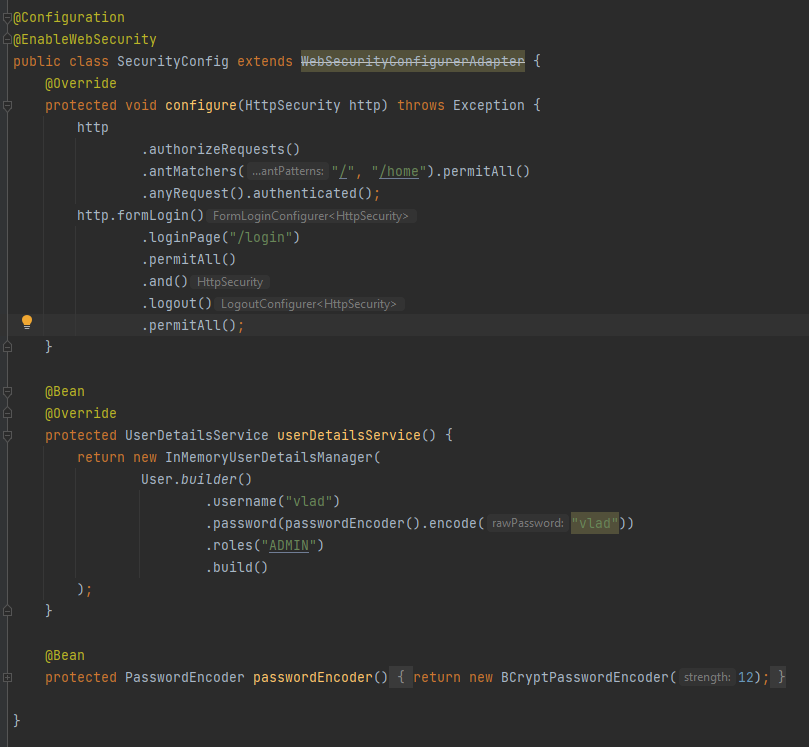 @Configuration
@EnableWebSecurity
public class SecurityConfig extends WebSecurityConfigurerAdapter {
@Override
protected void configure(HttpSecurity http) throws Exception {
http
.authorizeRequests()
.antMatchers( ...antPatterns: "/", "/home").permitAll()
.anyRequest().authenticated();
http.formLogin() FormLoginConfigurer<HttpSecurity>
.loginPage("/login")
.permitAll()
.and() HttpSecurity
.logout() LogoutConfigurer<HttpSecurity>
.permitAll();
}
@Bean
@Override
protected UserDetailsService userDetailsService() {
return new InMemoryUserDetailsManager(
User.builder()
.username("vlad")
.password(passwordEncoder().encode( rawPassword: "vlad"))
.roles("ADMIN")
.build()
);
}
@Bean
protected PasswordEncoder passwordEncoder() { return new BCryptPasswordEncoder( strength: 12); }
}